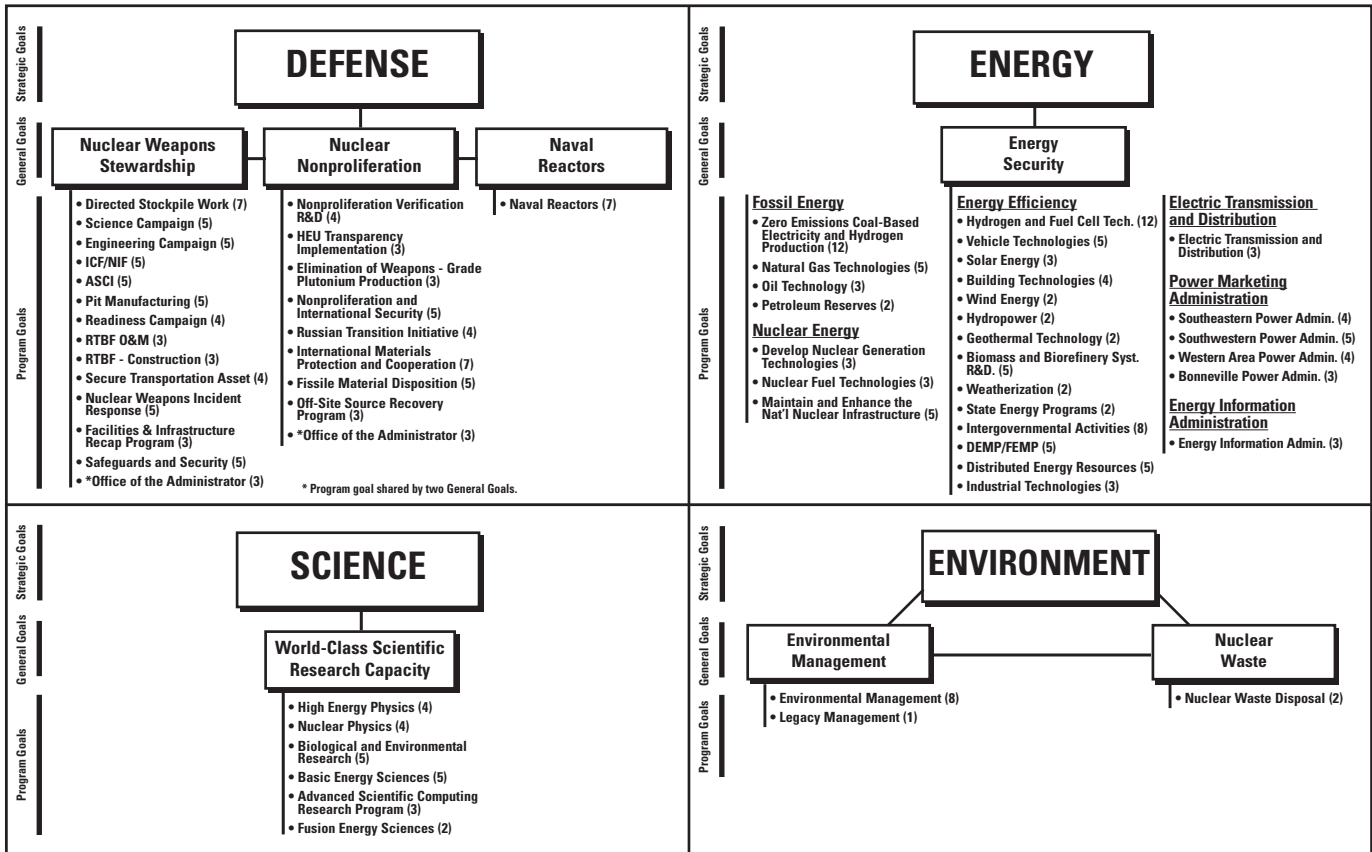 Strategic Goals
DEFENSE
General Goals
Nuclear Weapons
Stewardship
Nuclear
Nonproliferation
Naval
Reactors
Program Goals
• Directed Stockpile Work (7)
• Science Campaign (5)
• Engineering Campaign (5)
• ICF/NIF (5)
• ASCI (5)
• Pit Manufacturing (5)
• Readiness Campaign (4)
• RTBF O&M (3)
• RTBF - Construction (3)
• Secure Transportation Asset (4)
• Nuclear Weapons Incident
Response (5)
• Facilities & Infrastructure
Recap Program (3)
• Safeguards and Security (5)
• *Office of the Administrator (3)
• Nonproliferation Verification
R&D (4)
• HEU Transparency
Implementation (3)
• Elimination of Weapons - Grade
Plutonium Production (3)
• Nonproliferation and
International Security (5)
• Russian Transition Initiative (4)
• International Materials
Protection and Cooperation (7)
• Fissile Material Disposition (5)
• Off-Site Source Recovery
Program (3)
• *Office of the Administrator (3)
• Naval Reactors (7)
* Program goal shared by two General Goals.
Strategic Goals
ENERGY
General Goals
Energy
Security
Program Goals
Fossil Energy
• Zero Emissions Coal-Based
Electricity and Hydrogen
Production (12)
• Natural Gas Technologies (5)
• Oil Technology (3)
• Petroleum Reserves (2)
Nuclear Energy
• Develop Nuclear Generation
Technologies (3)
• Nuclear Fuel Technologies (3)
• Maintain and Enhance the
Nat'l Nuclear Infrastructure (5)
Energy Efficiency
• Hydrogen and Fuel Cell Tech. (12)
• Vehicle Technologies (5)
• Solar Energy (3)
• Building Technologies (4)
• Wind Energy (2)
• Hydropower (2)
• Geothermal Technology (2)
• Biomass and Biorefinery Syst.
R&D. (5)
• Weatherization (2)
• State Energy Programs (2)
• Intergovernmental Activities (8)
• DEMP/FEMP (5)
• Distributed Energy Resources (5)
• Industrial Technologies (3)
Electric Transmission
and Distribution
• Electric Transmission and
Distribution (3)
Power Marketing
Administration
• Southeastern Power Admin. (4)
• Southwestern Power Admin. (5)
• Western Area Power Admin. (4)
• Bonneville Power Admin. (3)
Energy Information
Administration
• Energy Information Admin. (3)
Strategic Goals
SCIENCE
General Goals
World-Class Scientific
Research Capacity
Program Goals
• High Energy Physics (4)
• Nuclear Physics (4)
• Biological and Environmental
Research (5)
• Basic Energy Sciences (5)
• Advanced Scientific Computing
Research Program (3)
• Fusion Energy Sciences (2)
Strategic Goals
ENVIRONMENT
General Goals
Environmental
Management
Nuclear
Waste
Program Goals
• Environmental Management (8)
• Legacy Management (1)
• Nuclear Waste Disposal (2)